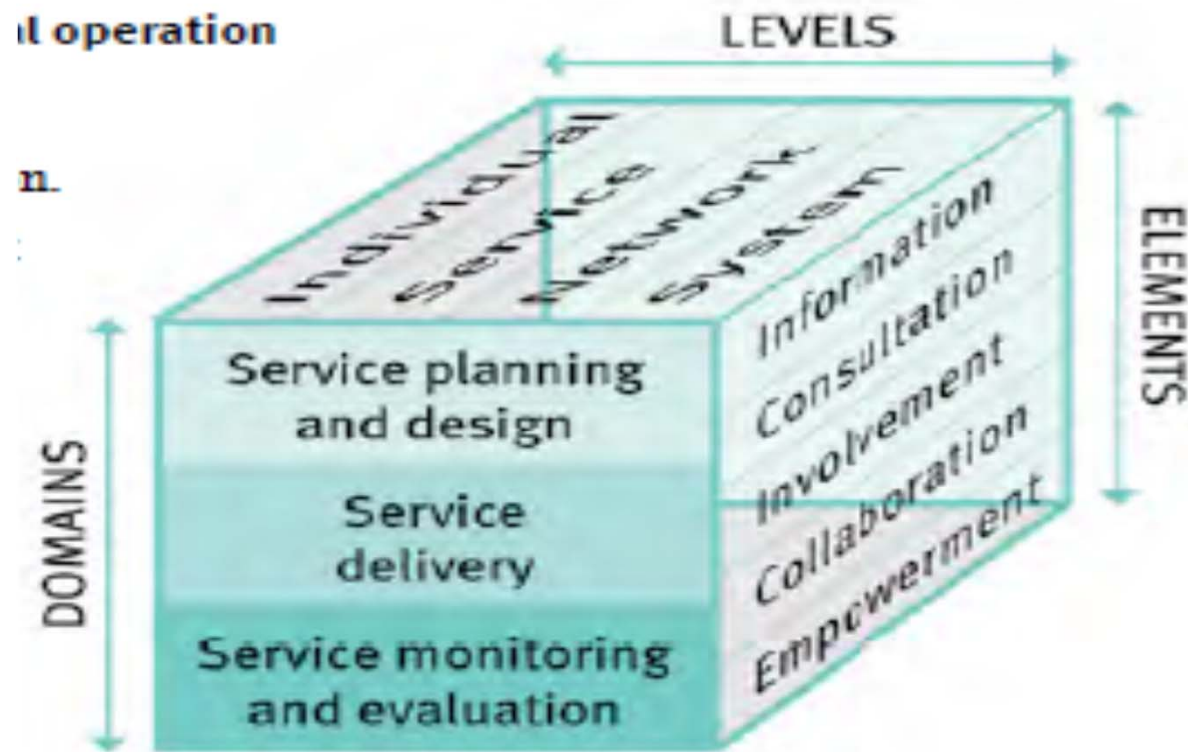 al operation
n.
LEVELS
Individual
Service
Network
System
Information
Consultation
Involvement
Collaboration
Empowerment
ELEMENTS
DOMAINS
Service planning
and design
Service
delivery
Service monitoring
and evaluation